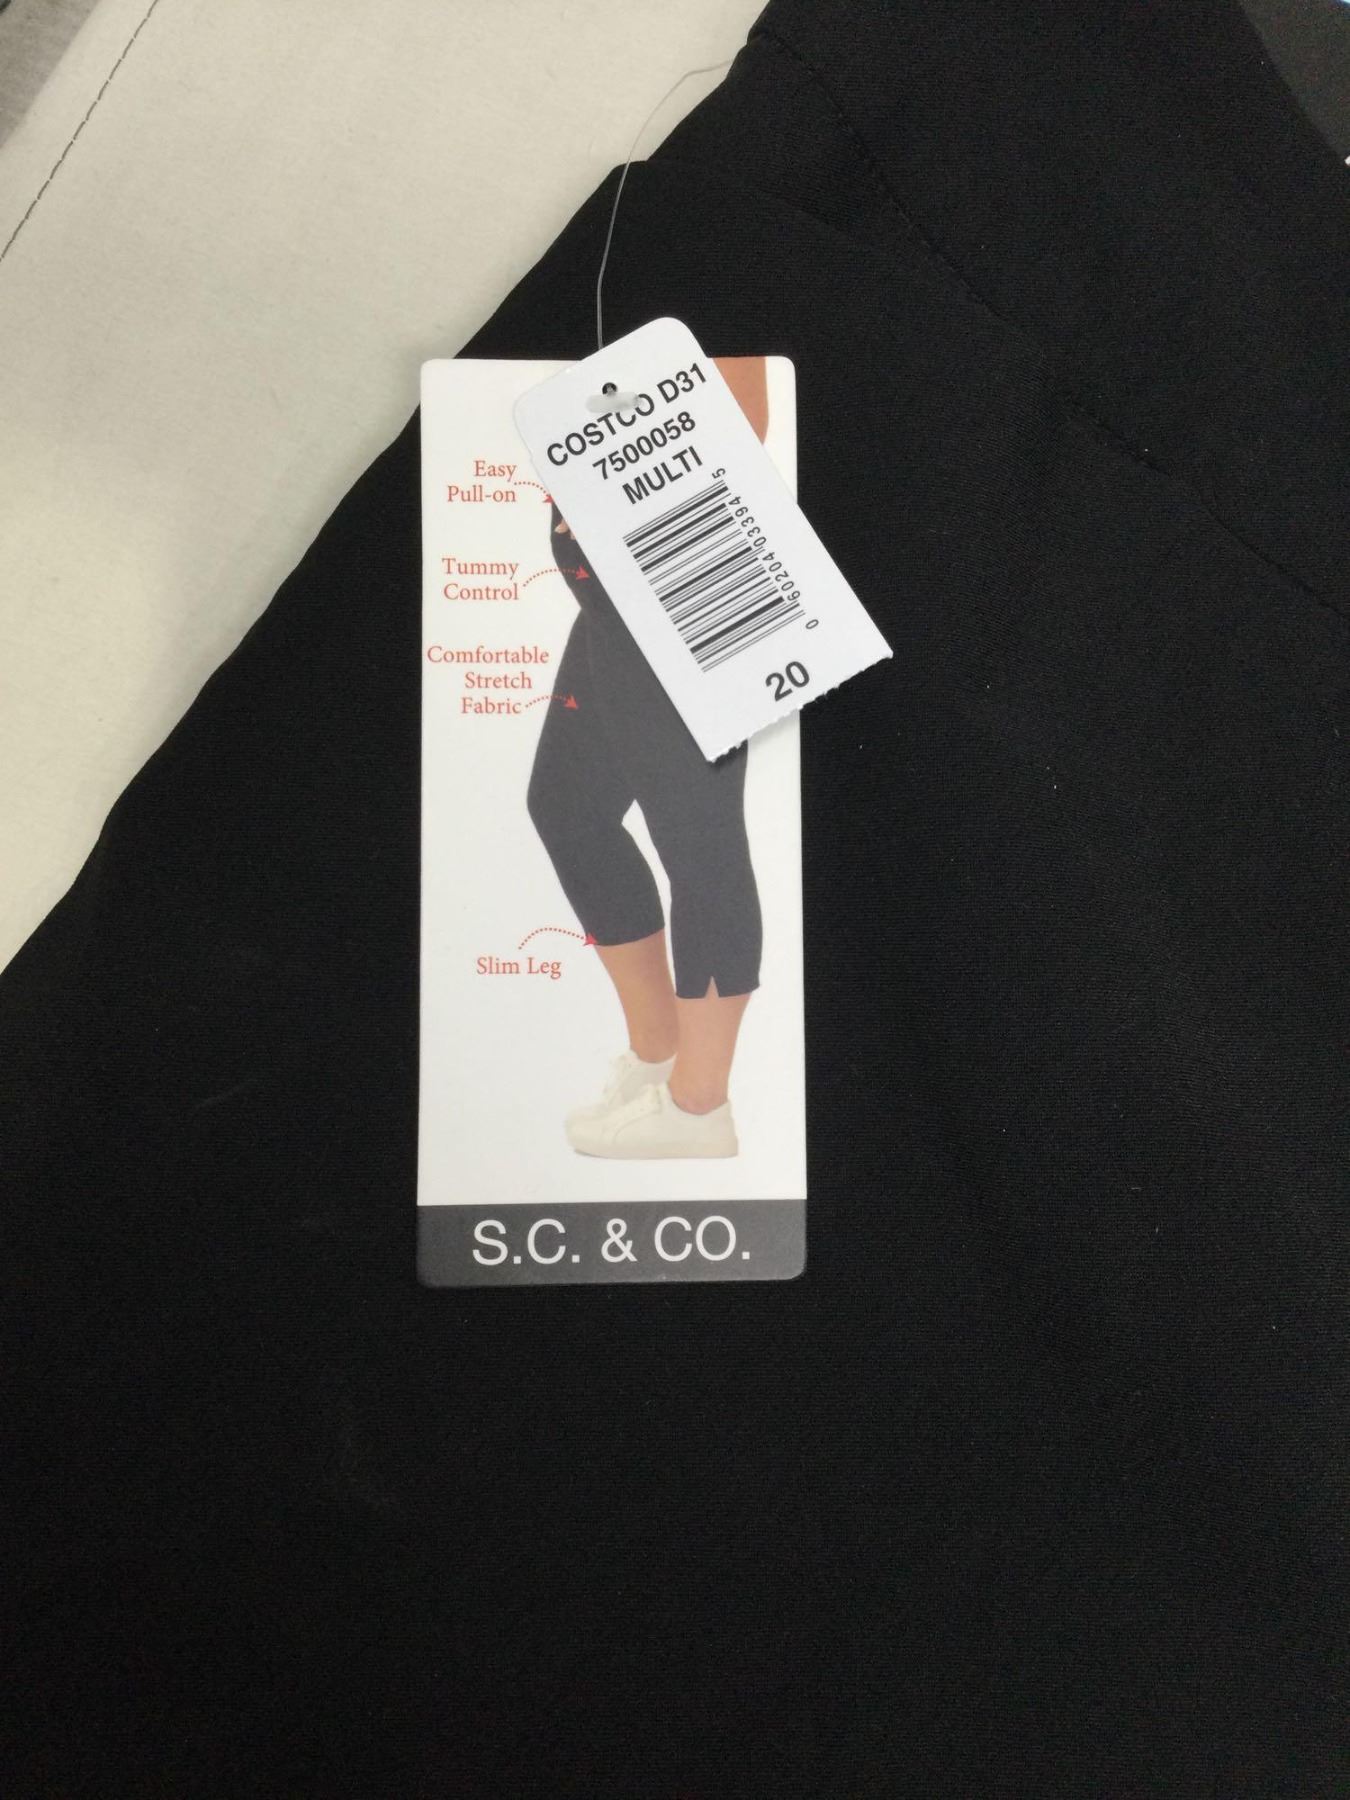 COSTCO D31
7500058
MULTI
0 60204 03394 5
20
Easy
Pull-on
Tummy
Control
Comfortable
Stretch
Fabric
Slim Leg
S.C. & CO.